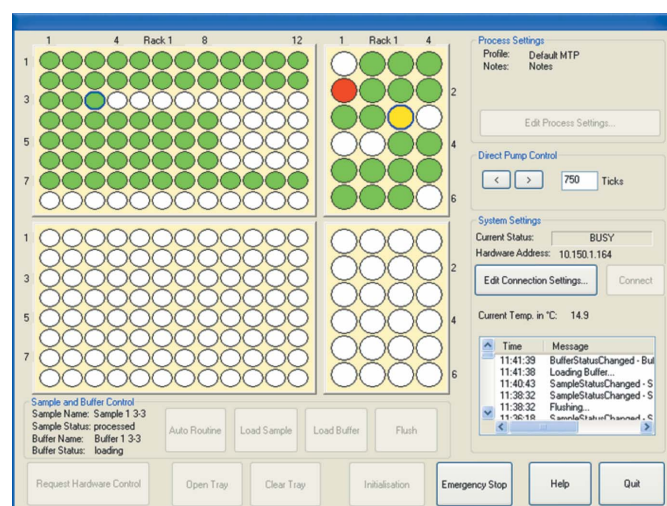 1 4 Rack 1 8 12
1 Rack 1 4
1
3
5
7
2
4
6
1
3
5
7
2
4
6
Sample and Buffer Control
Sample Name: Sample 1 3-3
Sample Status: processed
Buffer Name: Buffer 1 3-3
Buffer Status: loading
Auto Routine
Load Sample
Load Buffer
Flush
Request Hardware Control
Open Tray
Clear Tray
Initialisation
Emergency Stop
Help
Quit
Process Settings
Profile: Default MTP
Notes: Notes
Edit Process Settings...
Direct Pump Control
< > 750 Ticks
System Settings
Current Status: BUSY
Hardware Address: 10.150.1.164
Edit Connection Settings...
Connect
Current Temp. in °C: 14.9
Time Message
11:41:39 BufferStatusChanged - Buf
11:41:38 Loading Buffer...
11:40:43 SampleStatusChanged - S
11:38:32 SampleStatusChanged - S
11:38:32 Flushing...
11:36:18 SampleStatusChanged - S